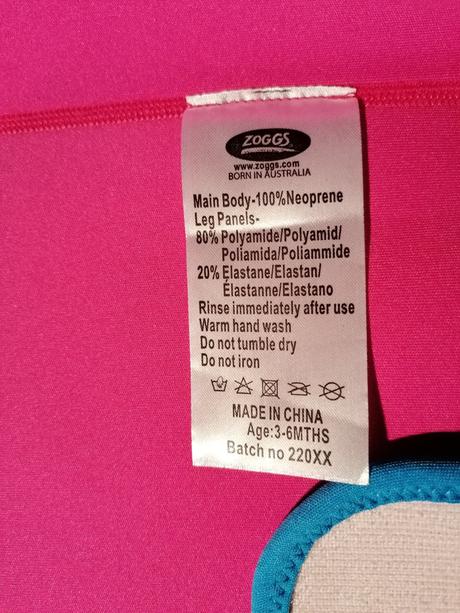 ZOGGS
www.zoggs.com
BORN IN AUSTRALIA
Main Body-100%Neoprene
Leg Panels-
80% Polyamide/Polyamid/
Poliamida/Poliammide
20% Elastane/Elastan/
Élastanne/Elastano
Rinse immediately after use
Warm hand wash
Do not tumble dry
Do not iron
MADE IN CHINA
Age:3-6MTHS
Batch no 220XX